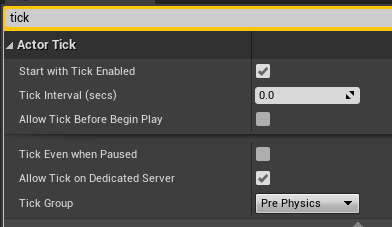 tick
Actor Tick
Start with Tick Enabled
Tick Interval (secs) 0.0
Allow Tick Before Begin Play
Tick Even when Paused
Allow Tick on Dedicated Server
Tick Group Pre Physics